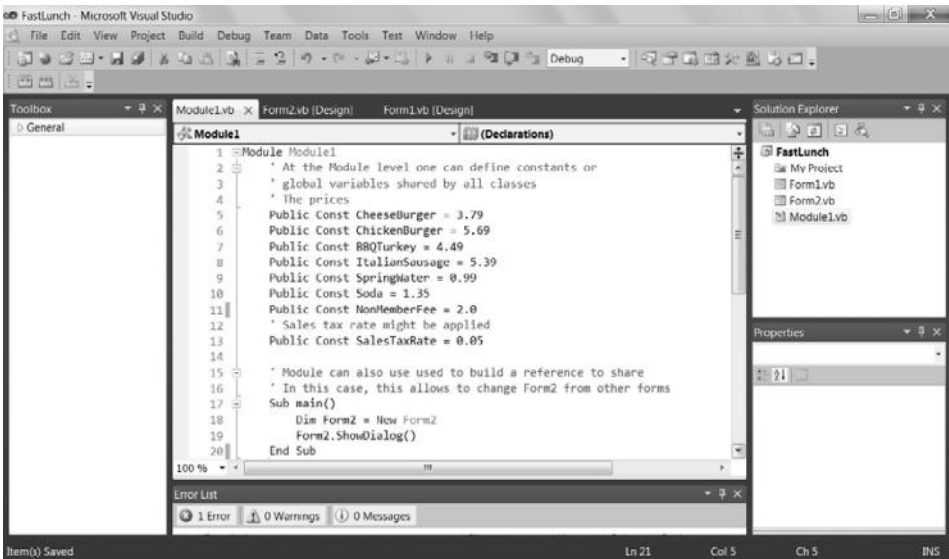 FastLunch - Microsoft Visual Studio
File Edit View Project Build Debug Team Data Tools Test Window Help
Debug
Toolbox
General
Module1.vb Form2.vb [Design] Form1.vb [Design]
Module1 (Declarations)
1 Module Module1
2 ' At the Module level one can define constants or
3 ' global variables shared by all classes
4 ' The prices
5 Public Const CheeseBurger = 3.79
6 Public Const ChickenBurger = 5.69
7 Public Const BBQTurkey = 4.49
8 Public Const ItalianSausage = 5.39
9 Public Const SpringWater = 0.99
10 Public Const Soda = 1.35
11 Public Const NonMemberFee = 2.0
12 ' Sales tax rate might be applied
13 Public Const SalesTaxRate = 0.05
14
15 ' Module can also use used to build a reference to share
16 ' In this case, this allows to change Form2 from other forms
17 Sub main()
18 Dim Form2 = New Form2
19 Form2.ShowDialog()
20 End Sub
100 %
Error List
1 Error 0 Warnings 0 Messages
Solution Explorer
FastLunch
My Project
Form1.vb
Form2.vb
Module1.vb
Properties
Item(s) Saved Ln 21 Col 5 Ch 5 INS